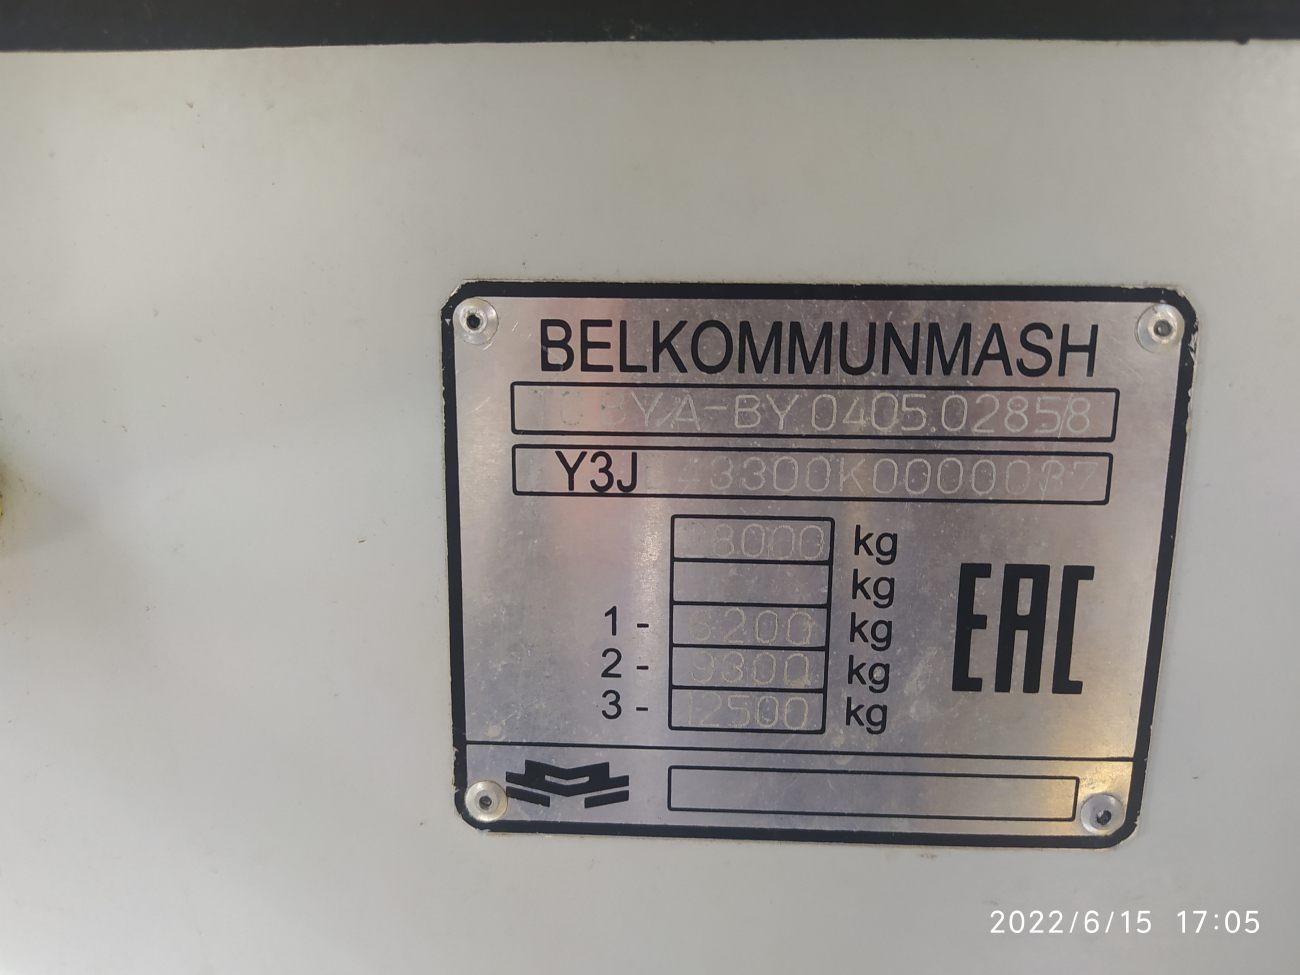 BELKOMMUNMASH
YA-BY.0405.02858
Y3J
kg
kg
1 - 6200 kg
2 - 9300 kg
3 - 12500 kg
EAC
2022/6/15 17:05